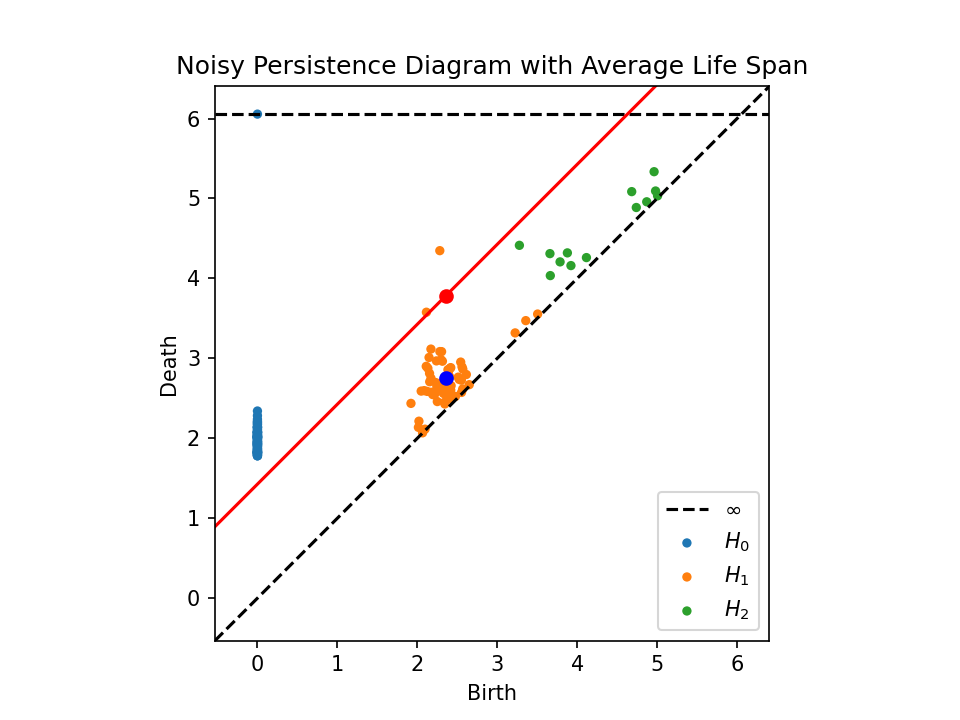 Noisy Persistence Diagram with Average Life Span
Death
6
5
4
3
2
1
0
0 1 2 3 4 5 6
Birth
∞
H₀
H₁
H₂